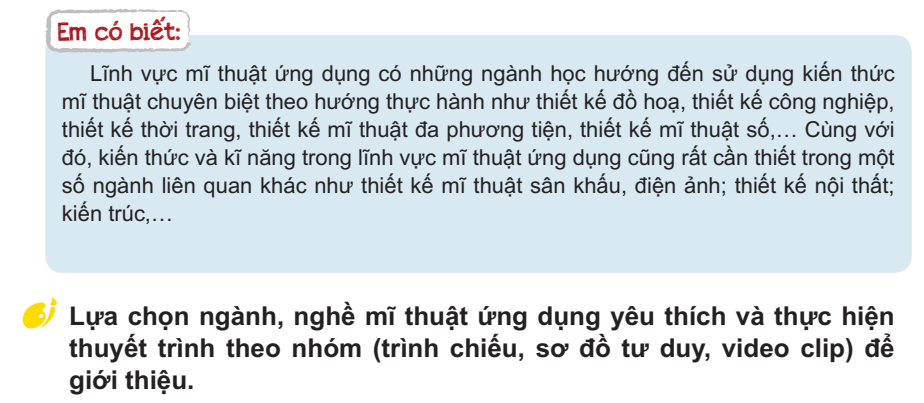 Em có biết:
Lĩnh vực mĩ thuật ứng dụng có những ngành học hướng đến sử dụng kiến thức
mĩ thuật chuyên biệt theo hướng thực hành như thiết kế đồ hoạ, thiết kế công nghiệp,
thiết kế thời trang, thiết kế mĩ thuật đa phương tiện, thiết kế mĩ thuật số,… Cùng với
đó, kiến thức và kĩ năng trong lĩnh vực mĩ thuật ứng dụng cũng rất cần thiết trong một
số ngành liên quan khác như thiết kế mĩ thuật sân khấu, điện ảnh; thiết kế nội thất;
kiến trúc,…
Lựa chọn ngành, nghề mĩ thuật ứng dụng yêu thích và thực hiện
thuyết trình theo nhóm (trình chiếu, sơ đồ tư duy, video clip) để
giới thiệu.